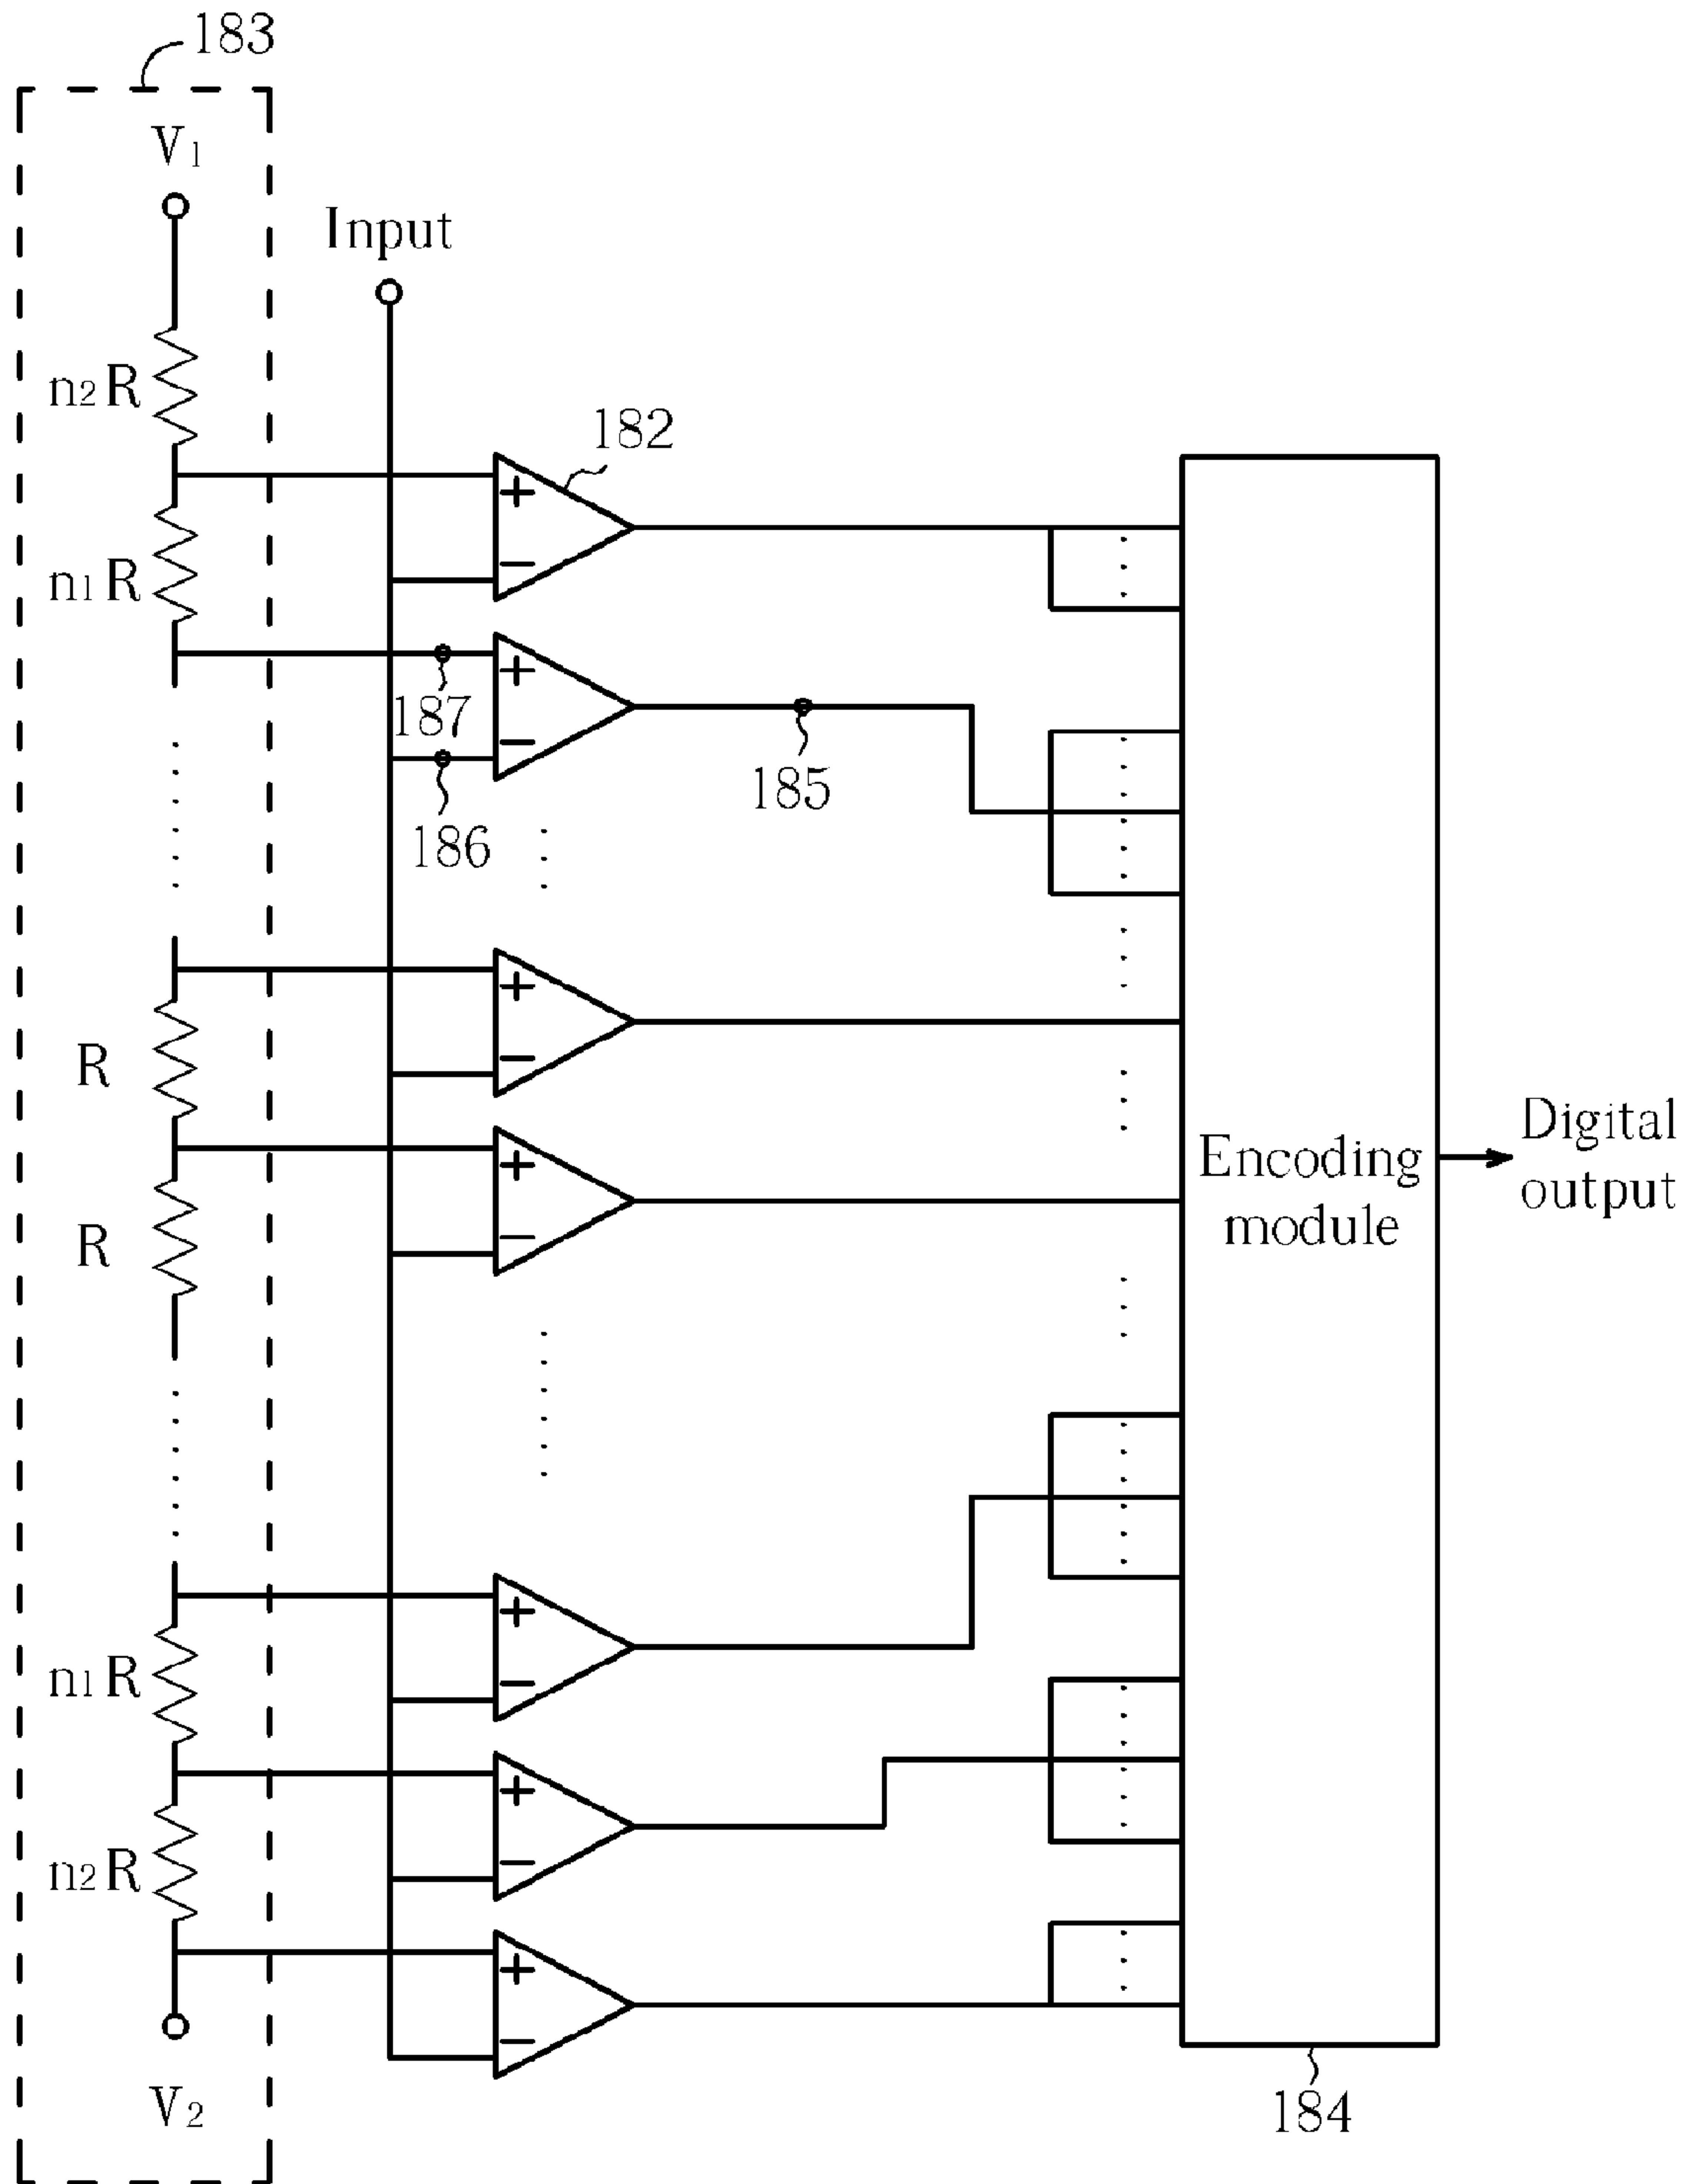 183
V1
Input
n2R
182
+
−
n1R
+
187
−
186
185
+
−
R
+
−
R
Encoding
module
Digital
output
+
−
n1R
+
−
n2R
+
−
V2
184